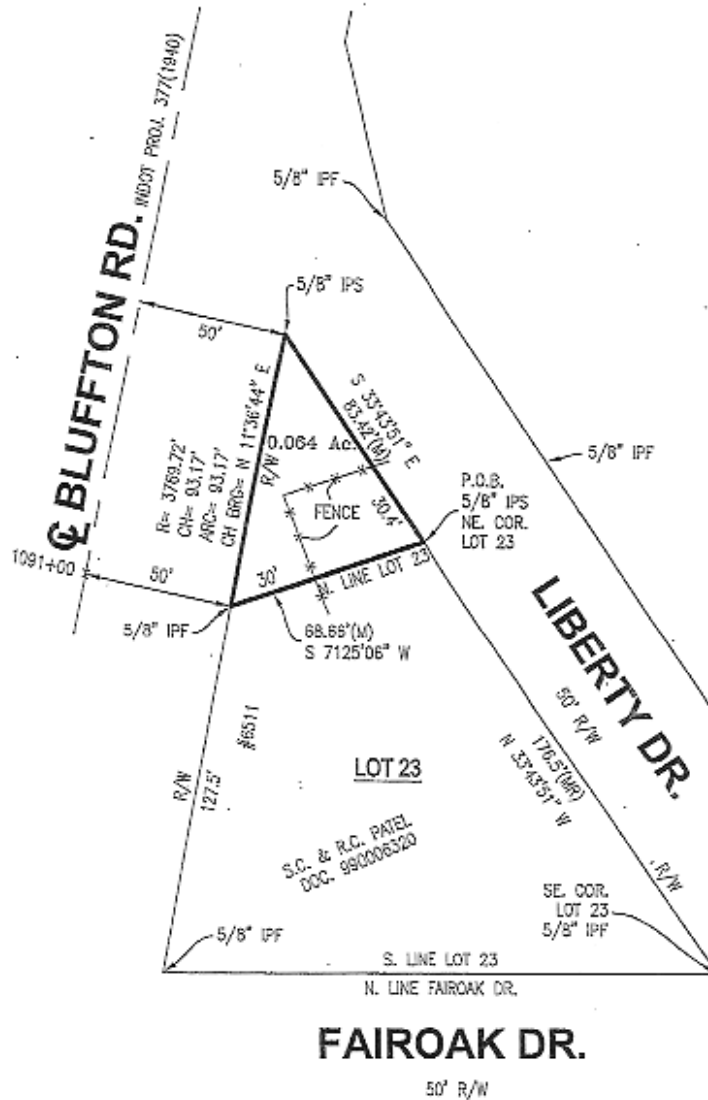 INDOT PROJ. 377(1940)
℄ BLUFFTON RD.
5/8" IPF
5/8" IPS
50'
S 33°43'51" E
83.42'(M)
0.064 Ac.
R/W
R= 3769.72'
CH= 93.17'
ARC= 93.17'
CH BRG= N 11°36'44" E
5/8" IPF
P.O.B.
5/8" IPS
NE. COR.
LOT 23
FENCE
30.4'
N. LINE LOT 23
30'
1091+00
50'
5/8" IPF
68.66'(M)
S 7125'06" W
LIBERTY DR.
50' R/W
176.5'(MR)
N 33°43'51" W
R/W
#6511
R/W
127.5'
LOT 23
S.C. & R.C. PATEL
DOC. 990006320
SE. COR.
LOT 23
5/8" IPF
5/8" IPF
S. LINE LOT 23
N. LINE FAIROAK DR.
FAIROAK DR.
50' R/W